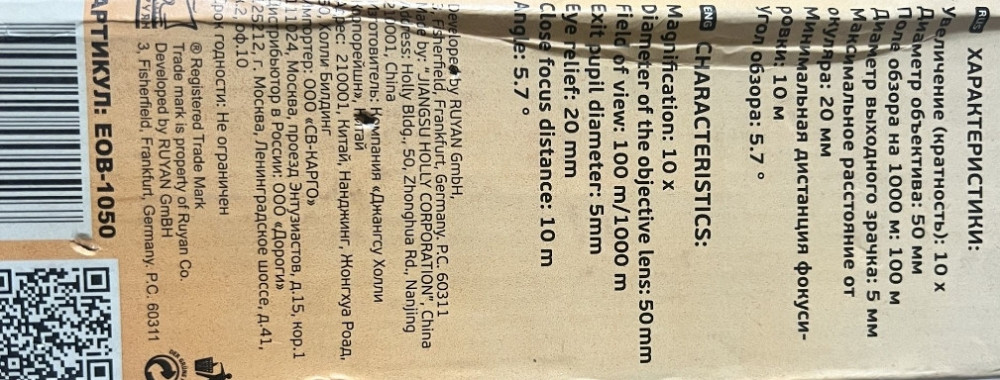 RUS ХАРАКТЕРИСТИКИ:
Увеличение (кратность): 10 x
Диаметр объектива: 50 мм
Поле обзора на 1000 м: 100 м
Диаметр выходного зрачка: 5 мм
Максимальное расстояние от
окуляра: 20 мм
Минимальная дистанция фокуси-
ровки: 10 м
Угол обзора: 5.7 °
ENG CHARACTERISTICS:
Magnification: 10 x
Diameter of the objective lens: 50 mm
Field of view: 100 m/1000 m
Exit pupil diameter: 5mm
Eye relief: 20 mm
Close focus distance: 10 m
Angle: 5.7 °
Developed by RUYAN GmbH,
Fisherfield, Frankfurt, Germany, P.C. 60311
Made by: "JIANGSU HOLLY CORPORATION", China
Address: Holly Bldg., 50, Zhonghua Rd., Nanjing
210001, China
Изготовитель: Компания «Джангсу Холли
Корпорейшн», Китай
Адрес: 210001, Китай, Нанджинг, Жонгхуа Роад,
50, Холли Билдинг
Импортер: ООО «СВ-КАРГО»
111024, Москва, проезд Энтузиастов, д.15, кор.1
Дистрибьютор в России: ООО «Дороги»
125212, г. Москва, Ленинградское шоссе, д.41,
к2, оф.10
Срок годности: Не ограничен
® Registered Trade Mark
Trade mark is property of Ruyan Co.
Developed by RUYAN GmbH
3, Fisherfield, Frankfurt, Germany. P.C. 60311
АРТИКУЛ: EOB-1050